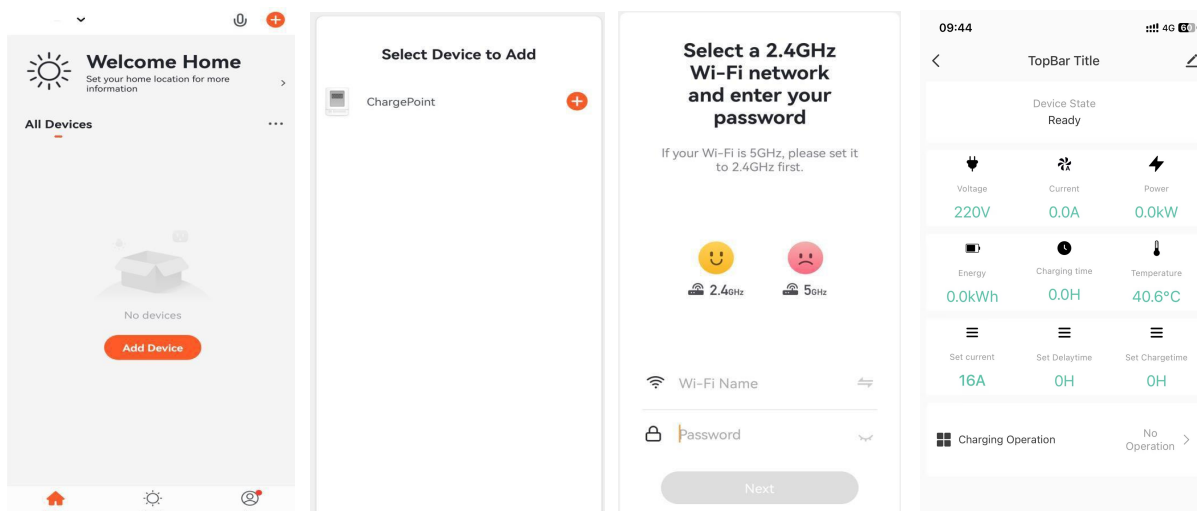 Welcome Home
Set your home location for more
information
All Devices
No devices
Add Device
Select Device to Add
ChargePoint
Select a 2.4GHz
Wi-Fi network
and enter your
password
If your Wi-Fi is 5GHz, please set it
to 2.4GHz first.
2.4GHz
5GHz
Wi-Fi Name
Password
Next
09:44
4G
60
TopBar Title
Device State
Ready
Voltage
Current
Power
220V
0.0A
0.0kW
Energy
Charging time
Temperature
0.0kWh
0.0H
40.6°C
Set current
Set Delaytime
Set Chargetime
16A
0H
0H
Charging Operation
No
Operation